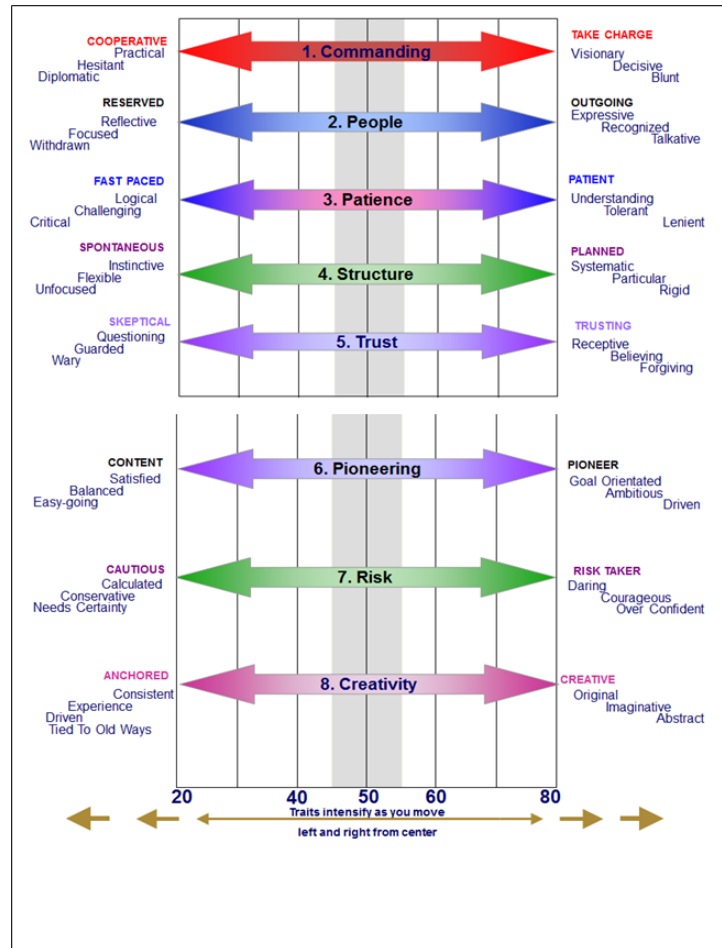 COOPERATIVE
Practical
Hesitant
Diplomatic
1. Commanding
TAKE CHARGE
Visionary
Decisive
Blunt
RESERVED
Reflective
Focused
Withdrawn
2. People
OUTGOING
Expressive
Recognized
Talkative
FAST PACED
Logical
Challenging
Critical
3. Patience
PATIENT
Understanding
Tolerant
Lenient
SPONTANEOUS
Instinctive
Flexible
Unfocused
4. Structure
PLANNED
Systematic
Particular
Rigid
SKEPTICAL
Questioning
Guarded
Wary
5. Trust
TRUSTING
Receptive
Believing
Forgiving
CONTENT
Satisfied
Balanced
Easy-going
6. Pioneering
PIONEER
Goal Orientated
Ambitious
Driven
CAUTIOUS
Calculated
Conservative
Needs Certainty
7. Risk
RISK TAKER
Daring
Courageous
Over Confident
ANCHORED
Consistent
Experience
Driven
Tied To Old Ways
8. Creativity
CREATIVE
Original
Imaginative
Abstract
20 40 50 60 80
Traits intensify as you move
left and right from center